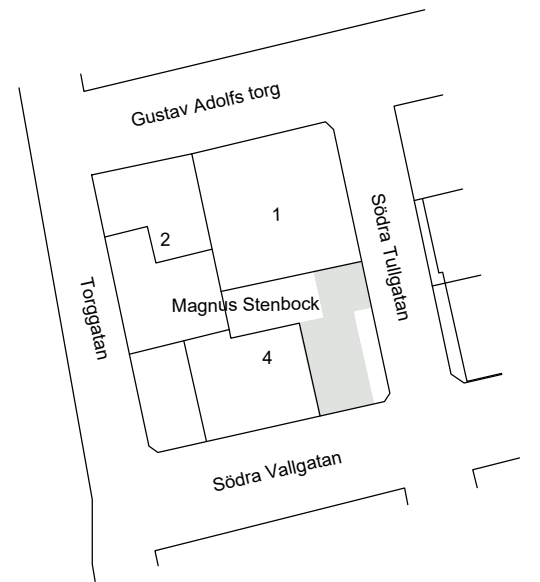 Gustav Adolfs torg
1
Södra Tullgatan
2
Torggatan
Magnus Stenbock
4
Södra Vallgatan